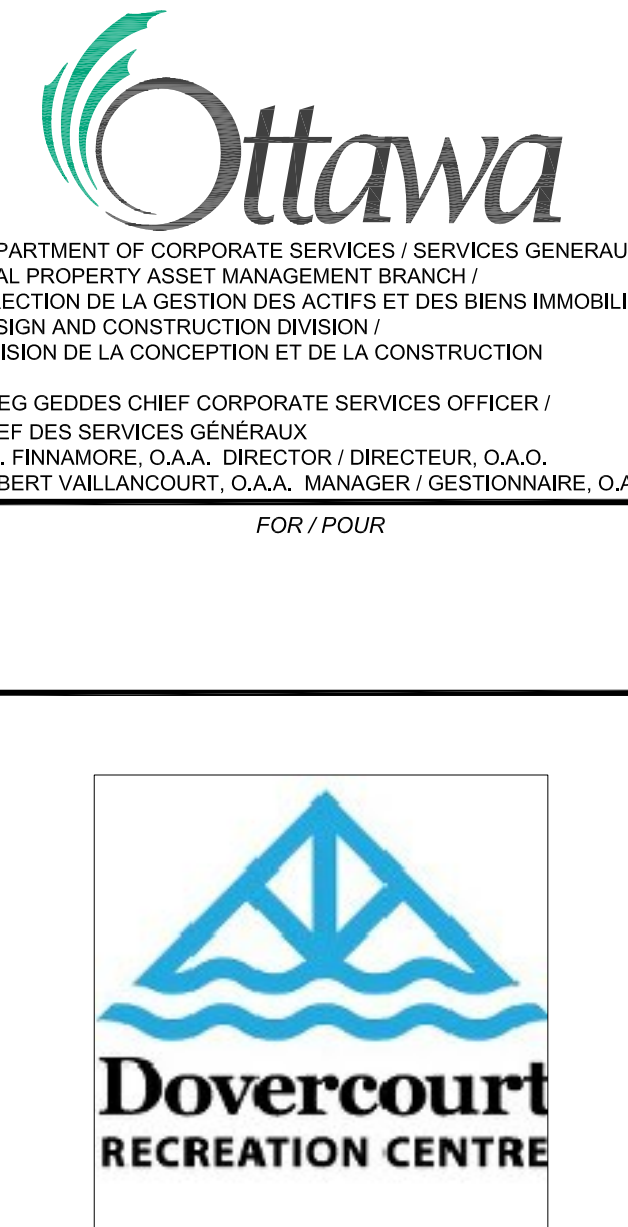 Ottawa
PARTMENT OF CORPORATE SERVICES / SERVICES GENERAU
AL PROPERTY ASSET MANAGEMENT BRANCH /
ECTION DE LA GESTION DES ACTIFS ET DES BIENS IMMOBILI
SIGN AND CONSTRUCTION DIVISION /
ISION DE LA CONCEPTION ET DE LA CONSTRUCTION
EG GEDDES CHIEF CORPORATE SERVICES OFFICER /
EF DES SERVICES GÉNÉRAUX
. FINNAMORE, O.A.A. DIRECTOR / DIRECTEUR, O.A.O.
BERT VAILLANCOURT, O.A.A. MANAGER / GESTIONNAIRE, O.A
FOR / POUR
Dovercourt
RECREATION CENTRE